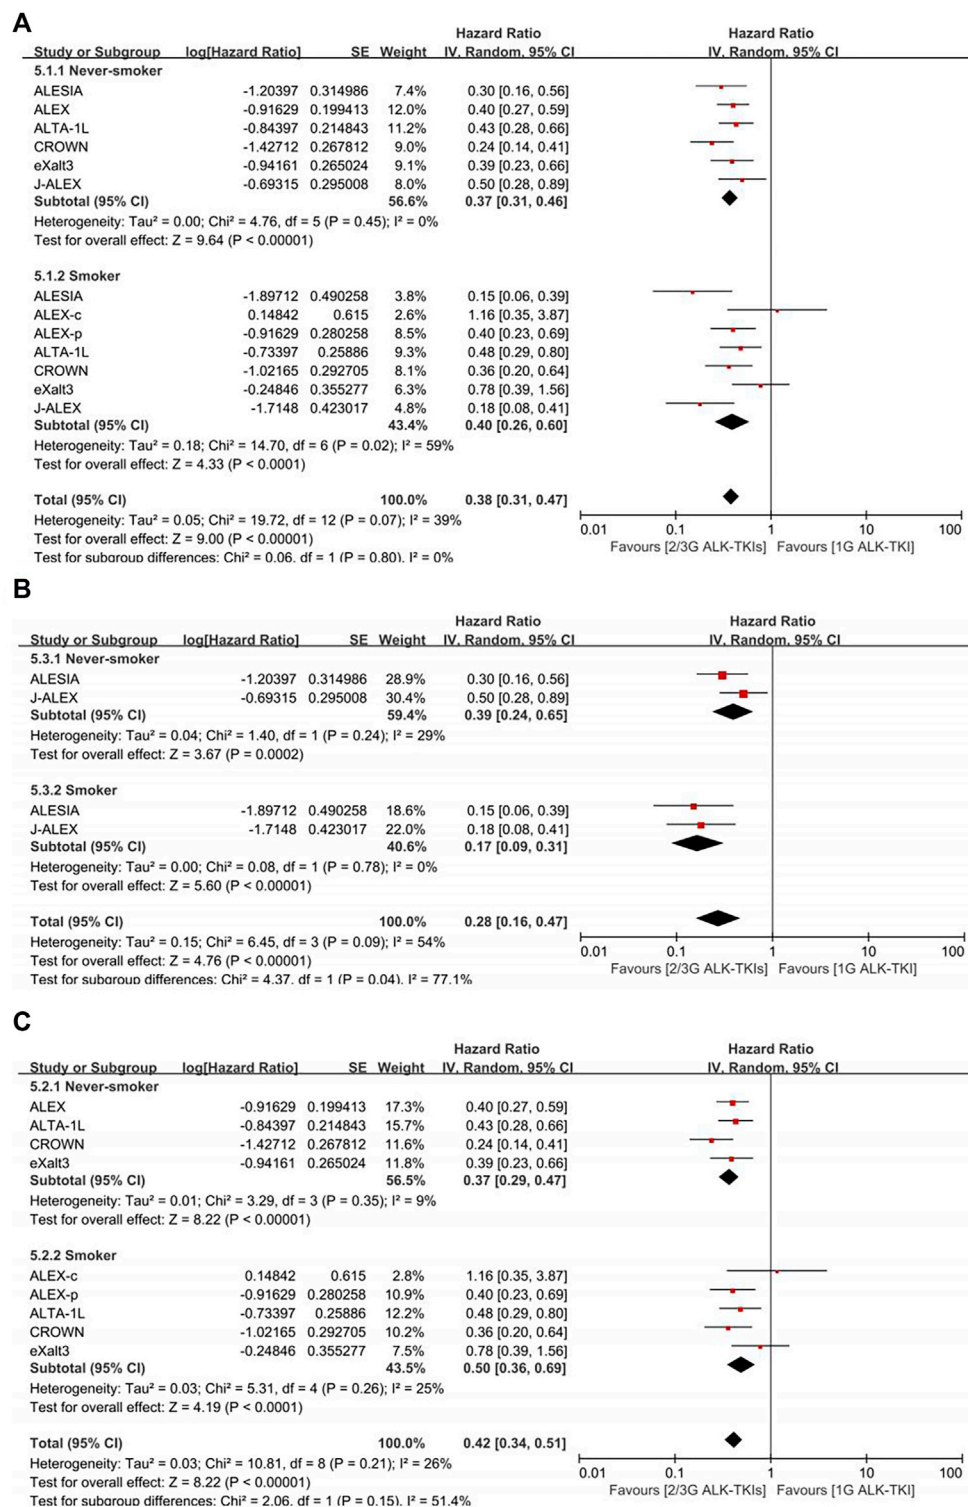 A
Hazard Ratio Hazard Ratio
Study or Subgroup log[Hazard Ratio] SE Weight IV, Random, 95% CI IV, Random, 95% CI
5.1.1 Never-smoker
ALESIA -1.20397 0.314986 7.4% 0.30 [0.16, 0.56]
ALEX -0.91629 0.199413 12.0% 0.40 [0.27, 0.59]
ALTA-1L -0.84397 0.214843 11.2% 0.43 [0.28, 0.66]
CROWN -1.42712 0.267812 9.0% 0.24 [0.14, 0.41]
eXalt3 -0.94161 0.265024 9.1% 0.39 [0.23, 0.66]
J-ALEX -0.69315 0.295008 8.0% 0.50 [0.28, 0.89]
Subtotal (95% CI) 56.6% 0.37 [0.31, 0.46]
Heterogeneity: Tau² = 0.00; Chi² = 4.76, df = 5 (P = 0.45); I² = 0%
Test for overall effect: Z = 9.64 (P < 0.00001)
5.1.2 Smoker
ALESIA -1.89712 0.490258 3.8% 0.15 [0.06, 0.39]
ALEX-c 0.14842 0.615 2.6% 1.16 [0.35, 3.87]
ALEX-p -0.91629 0.280258 8.5% 0.40 [0.23, 0.69]
ALTA-1L -0.73397 0.25886 9.3% 0.48 [0.29, 0.80]
CROWN -1.02165 0.292705 8.1% 0.36 [0.20, 0.64]
eXalt3 -0.24846 0.355277 6.3% 0.78 [0.39, 1.56]
J-ALEX -1.7148 0.423017 4.8% 0.18 [0.08, 0.41]
Subtotal (95% CI) 43.4% 0.40 [0.26, 0.60]
Heterogeneity: Tau² = 0.18; Chi² = 14.70, df = 6 (P = 0.02); I² = 59%
Test for overall effect: Z = 4.33 (P < 0.0001)
Total (95% CI) 100.0% 0.38 [0.31, 0.47]
Heterogeneity: Tau² = 0.05; Chi² = 19.72, df = 12 (P = 0.07); I² = 39%
Test for overall effect: Z = 9.00 (P < 0.00001)
Test for subgroup differences: Chi² = 0.06, df = 1 (P = 0.80), I² = 0%
0.01 0.1 1 10 100
Favours [2/3G ALK-TKIs] Favours [1G ALK-TKI]
B
Hazard Ratio Hazard Ratio
Study or Subgroup log[Hazard Ratio] SE Weight IV, Random, 95% CI IV, Random, 95% CI
5.3.1 Never-smoker
ALESIA -1.20397 0.314986 28.9% 0.30 [0.16, 0.56]
J-ALEX -0.69315 0.295008 30.4% 0.50 [0.28, 0.89]
Subtotal (95% CI) 59.4% 0.39 [0.24, 0.65]
Heterogeneity: Tau² = 0.04; Chi² = 1.40, df = 1 (P = 0.24); I² = 29%
Test for overall effect: Z = 3.67 (P = 0.0002)
5.3.2 Smoker
ALESIA -1.89712 0.490258 18.6% 0.15 [0.06, 0.39]
J-ALEX -1.7148 0.423017 22.0% 0.18 [0.08, 0.41]
Subtotal (95% CI) 40.6% 0.17 [0.09, 0.31]
Heterogeneity: Tau² = 0.00; Chi² = 0.08, df = 1 (P = 0.78); I² = 0%
Test for overall effect: Z = 5.60 (P < 0.00001)
Total (95% CI) 100.0% 0.28 [0.16, 0.47]
Heterogeneity: Tau² = 0.15; Chi² = 6.45, df = 3 (P = 0.09); I² = 54%
Test for overall effect: Z = 4.76 (P < 0.00001)
Test for subgroup differences: Chi² = 4.37, df = 1 (P = 0.04), I² = 77.1%
0.01 0.1 1 10 100
Favours [2/3G ALK-TKIs] Favours [1G ALK-TKI]
C
Hazard Ratio Hazard Ratio
Study or Subgroup log[Hazard Ratio] SE Weight IV, Random, 95% CI IV, Random, 95% CI
5.2.1 Never-smoker
ALEX -0.91629 0.199413 17.3% 0.40 [0.27, 0.59]
ALTA-1L -0.84397 0.214843 15.7% 0.43 [0.28, 0.66]
CROWN -1.42712 0.267812 11.6% 0.24 [0.14, 0.41]
eXalt3 -0.94161 0.265024 11.8% 0.39 [0.23, 0.66]
Subtotal (95% CI) 56.5% 0.37 [0.29, 0.47]
Heterogeneity: Tau² = 0.01; Chi² = 3.29, df = 3 (P = 0.35); I² = 9%
Test for overall effect: Z = 8.22 (P < 0.00001)
5.2.2 Smoker
ALEX-c 0.14842 0.615 2.8% 1.16 [0.35, 3.87]
ALEX-p -0.91629 0.280258 10.9% 0.40 [0.23, 0.69]
ALTA-1L -0.73397 0.25886 12.2% 0.48 [0.29, 0.80]
CROWN -1.02165 0.292705 10.2% 0.36 [0.20, 0.64]
eXalt3 -0.24846 0.355277 7.5% 0.78 [0.39, 1.56]
Subtotal (95% CI) 43.5% 0.50 [0.36, 0.69]
Heterogeneity: Tau² = 0.03; Chi² = 5.31, df = 4 (P = 0.26); I² = 25%
Test for overall effect: Z = 4.19 (P < 0.0001)
Total (95% CI) 100.0% 0.42 [0.34, 0.51]
Heterogeneity: Tau² = 0.03; Chi² = 10.81, df = 8 (P = 0.21); I² = 26%
Test for overall effect: Z = 8.22 (P < 0.00001)
Test for subgroup differences: Chi² = 2.06, df = 1 (P = 0.15), I² = 51.4%
0.01 0.1 1 10 100
Favours [2/3G ALK-TKIs] Favours [1G ALK-TKI]